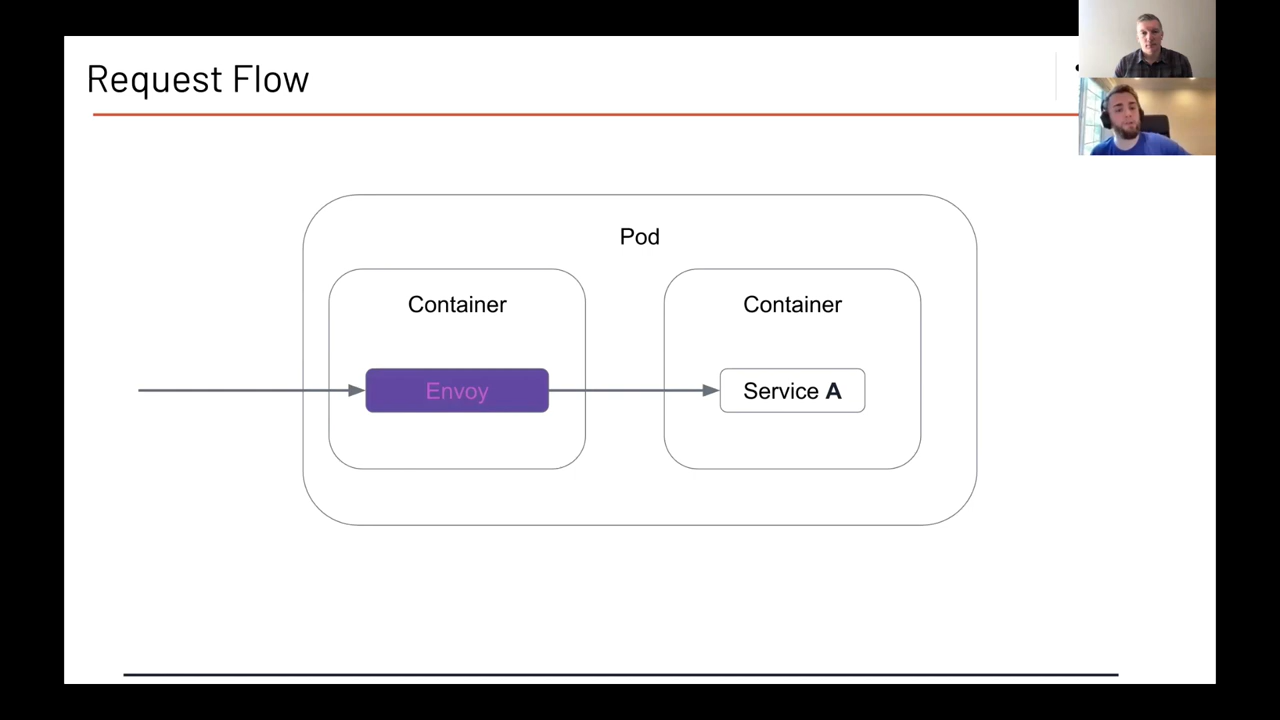 Request Flow
Pod
Container
Container
Envoy
Service A